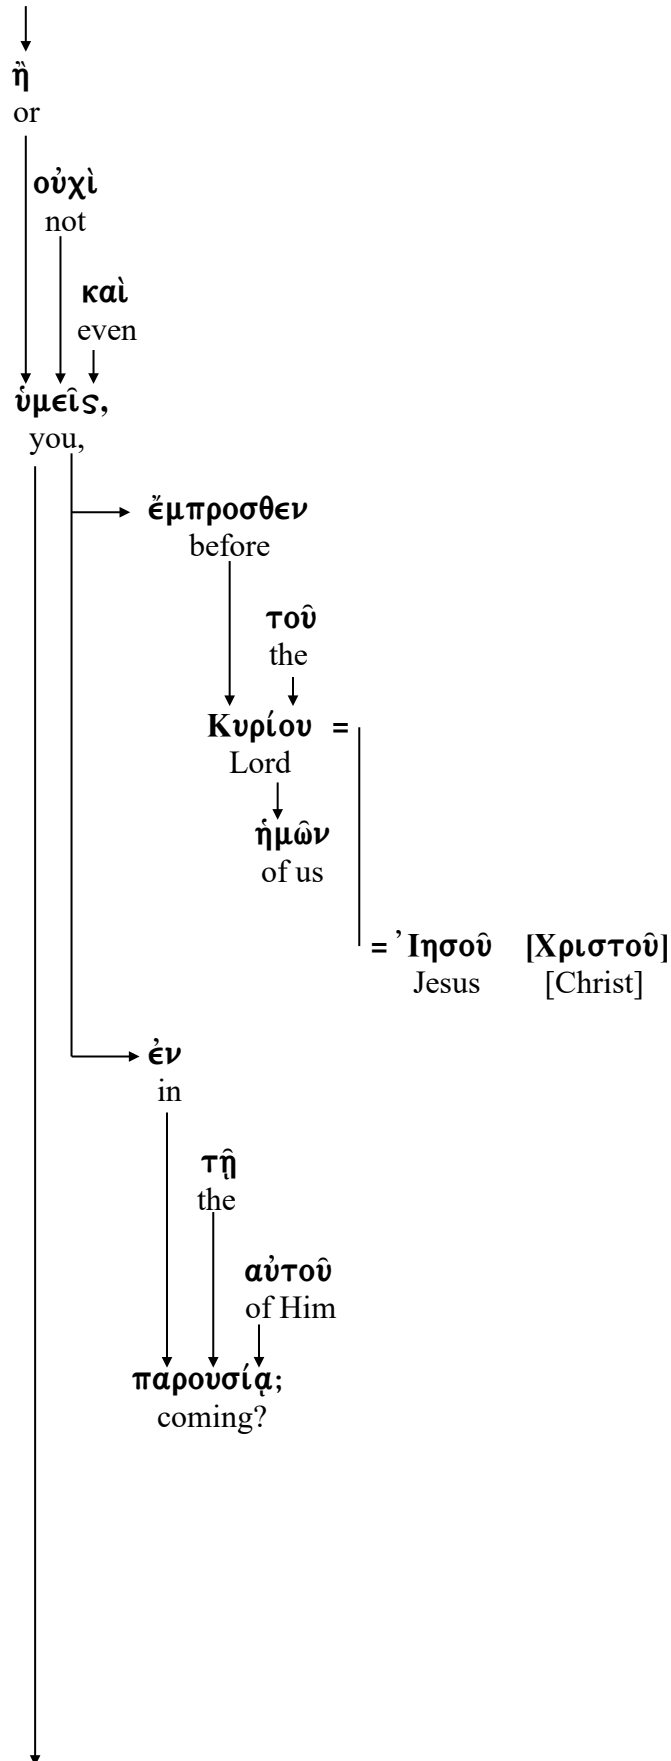 ἢ
or
οὐχὶ
not
καὶ
even
ὑμεῖς,
you,
ἔμπροσθεν
before
τοῦ
the
Κυρίου =
Lord
ἡμῶν
of us
= Ἰησοῦ [Χριστοῦ]
Jesus [Christ]
ἐν
in
τῇ
the
αὐτοῦ
of Him
παρουσίᾳ;
coming?